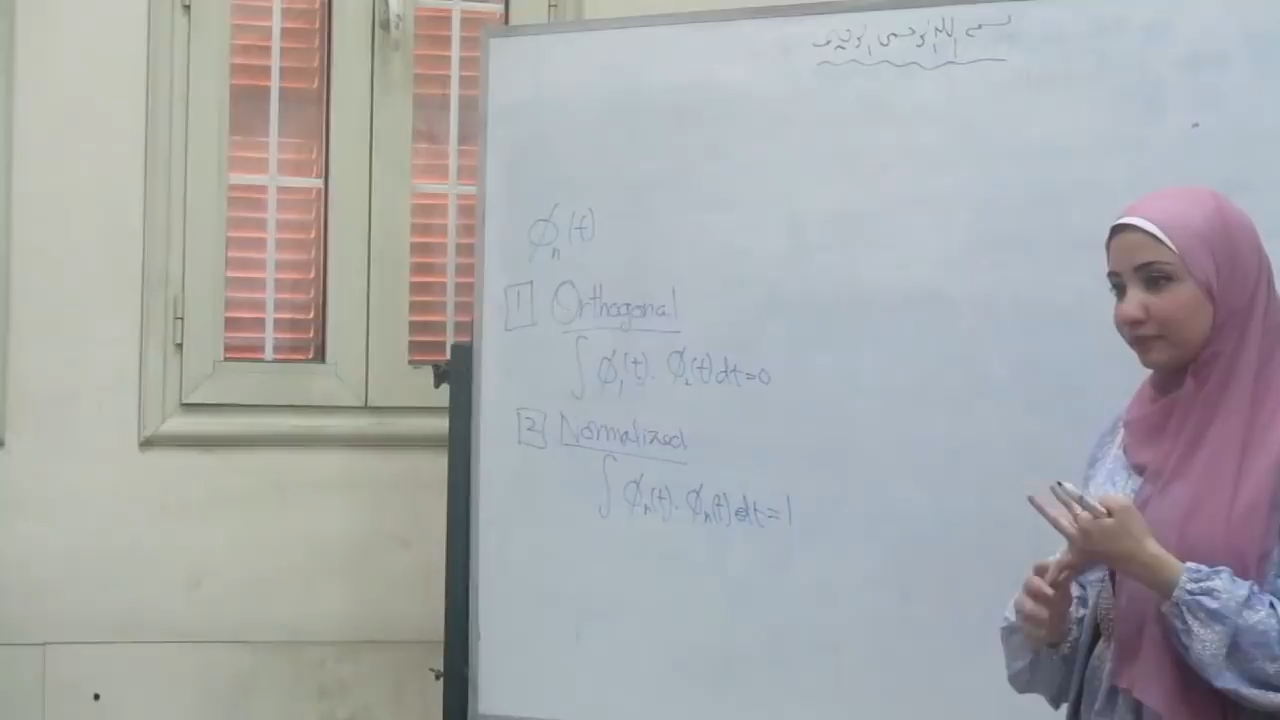 بسم الله الرحمن الرحيم
ϕₙ(t)
1 Orthogonal
∫ ϕ₁(t). ϕ₂(t) dt=0
2 Normalized
∫ ϕₙ(t). ϕₙ(t) dt=1